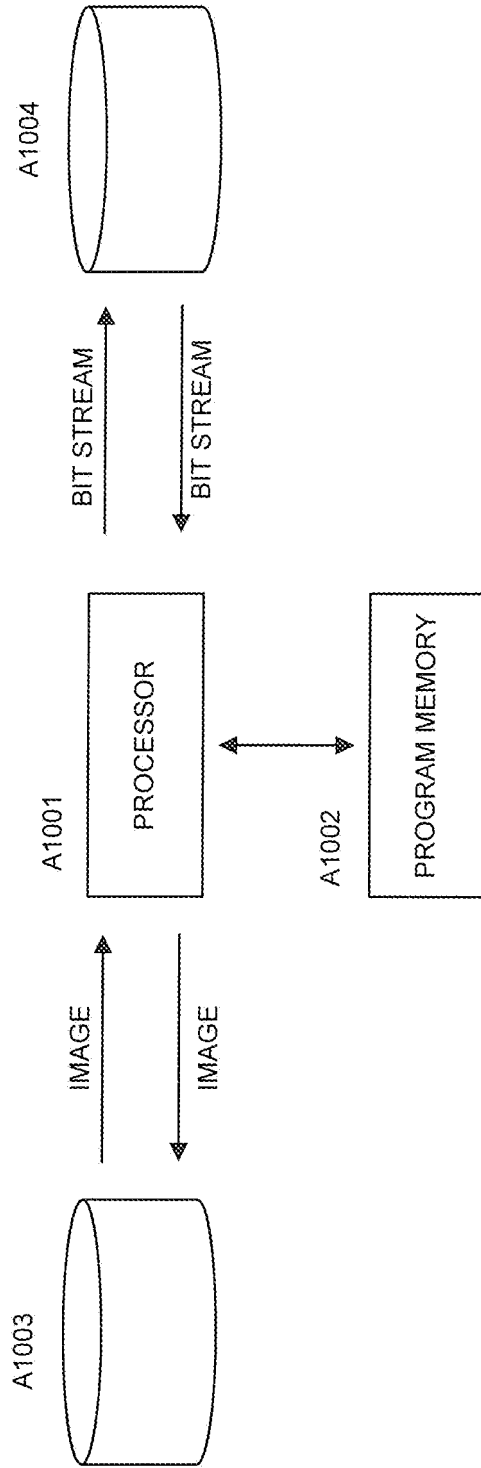 A1003
IMAGE
IMAGE
A1001
PROCESSOR
A1002
PROGRAM MEMORY
BIT STREAM
BIT STREAM
A1004